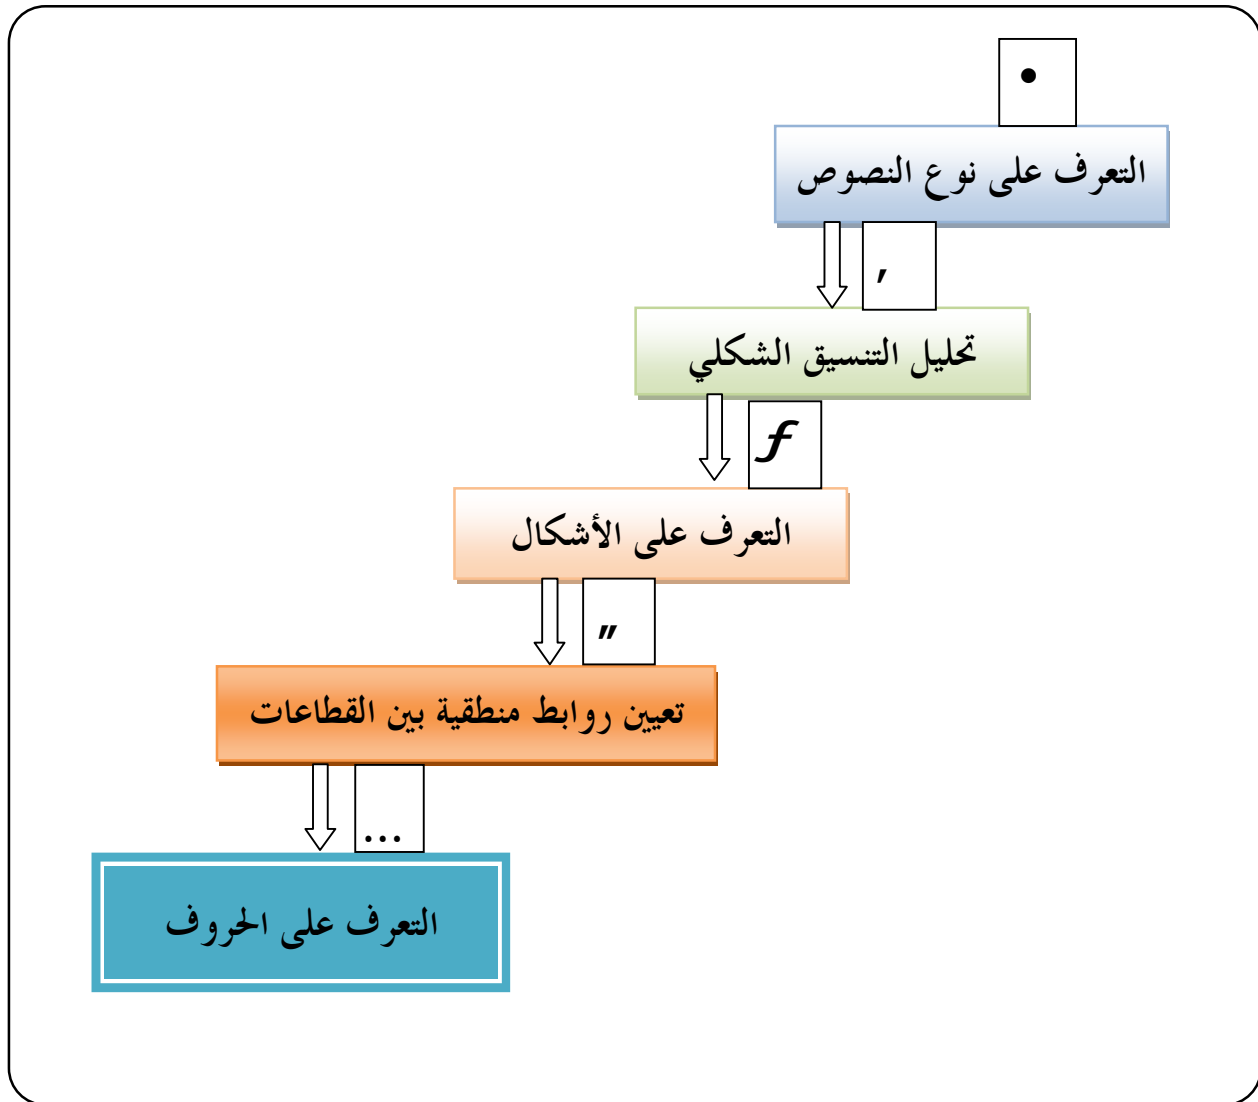 •
التعرف على نوع النصوص
‚
تحليل التنسيق الشكلي
ƒ
التعرف على الأشكال
„
تعيين روابط منطقية بين القطاعات
…
التعرف على الحروف